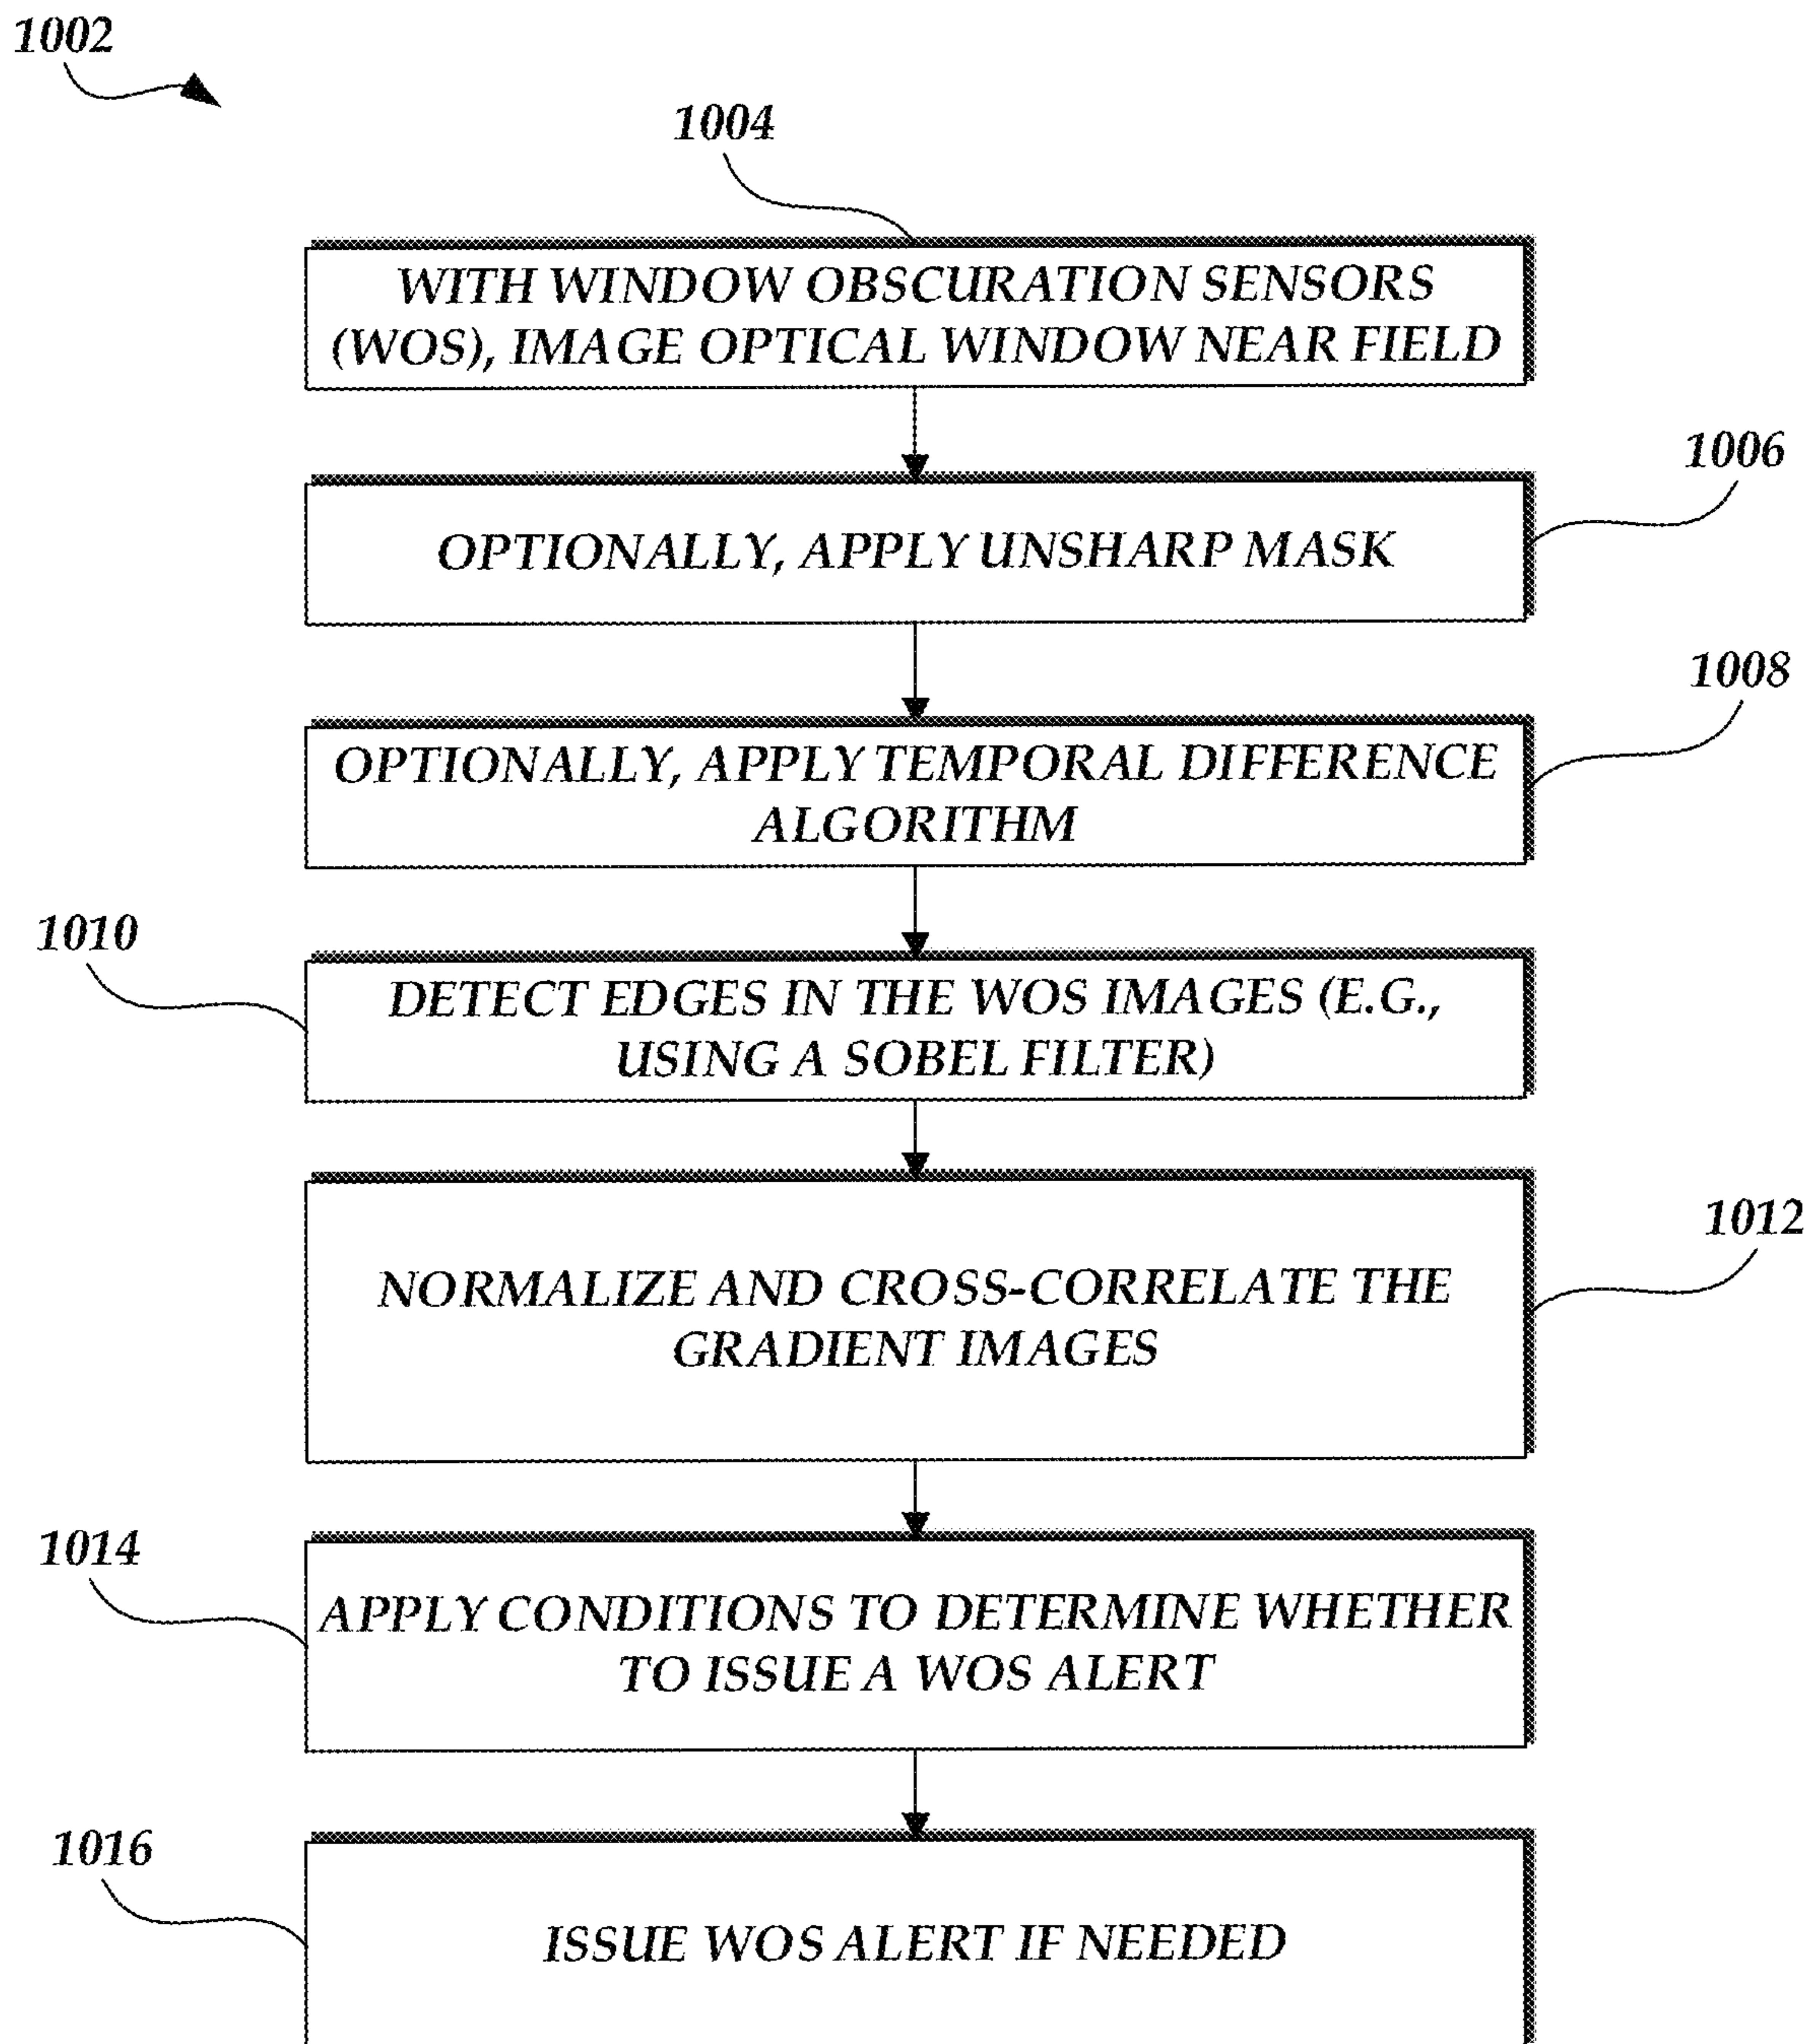 1002
1004
WITH WINDOW OBSCURATION SENSORS
(WOS), IMAGE OPTICAL WINDOW NEAR FIELD
1006
OPTIONALLY, APPLY UNSHARP MASK
1008
OPTIONALLY, APPLY TEMPORAL DIFFERENCE
ALGORITHM
1010
DETECT EDGES IN THE WOS IMAGES (E.G.,
USING A SOBEL FILTER)
1012
NORMALIZE AND CROSS-CORRELATE THE
GRADIENT IMAGES
1014
APPLY CONDITIONS TO DETERMINE WHETHER
TO ISSUE A WOS ALERT
1016
ISSUE WOS ALERT IF NEEDED